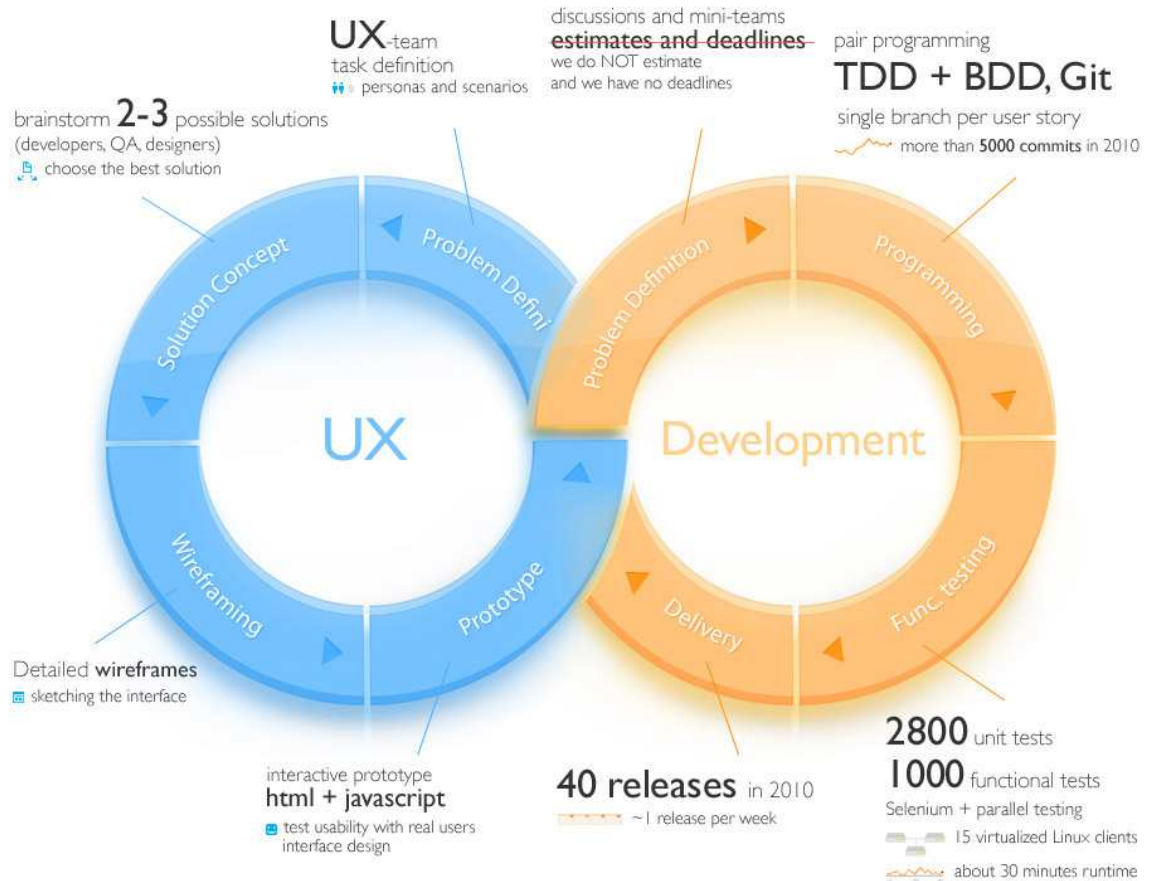 UX-team
task definition
personas and scenarios
discussions and mini-teams
estimates and deadlines
we do NOT estimate
and we have no deadlines
pair programming
TDD + BDD, Git
single branch per user story
more than 5000 commits in 2010
brainstorm 2-3 possible solutions
(developers, QA, designers)
choose the best solution
Solution Concept
Problem Defini
Problem Definition
Programming
UX
Development
Wireframing
Prototype
Delivery
Func. testing
Detailed wireframes
sketching the interface
interactive prototype
html + javascript
test usability with real users
interface design
40 releases in 2010
~1 release per week
2800 unit tests
1000 functional tests
Selenium + parallel testing
15 virtualized Linux clients
about 30 minutes runtime